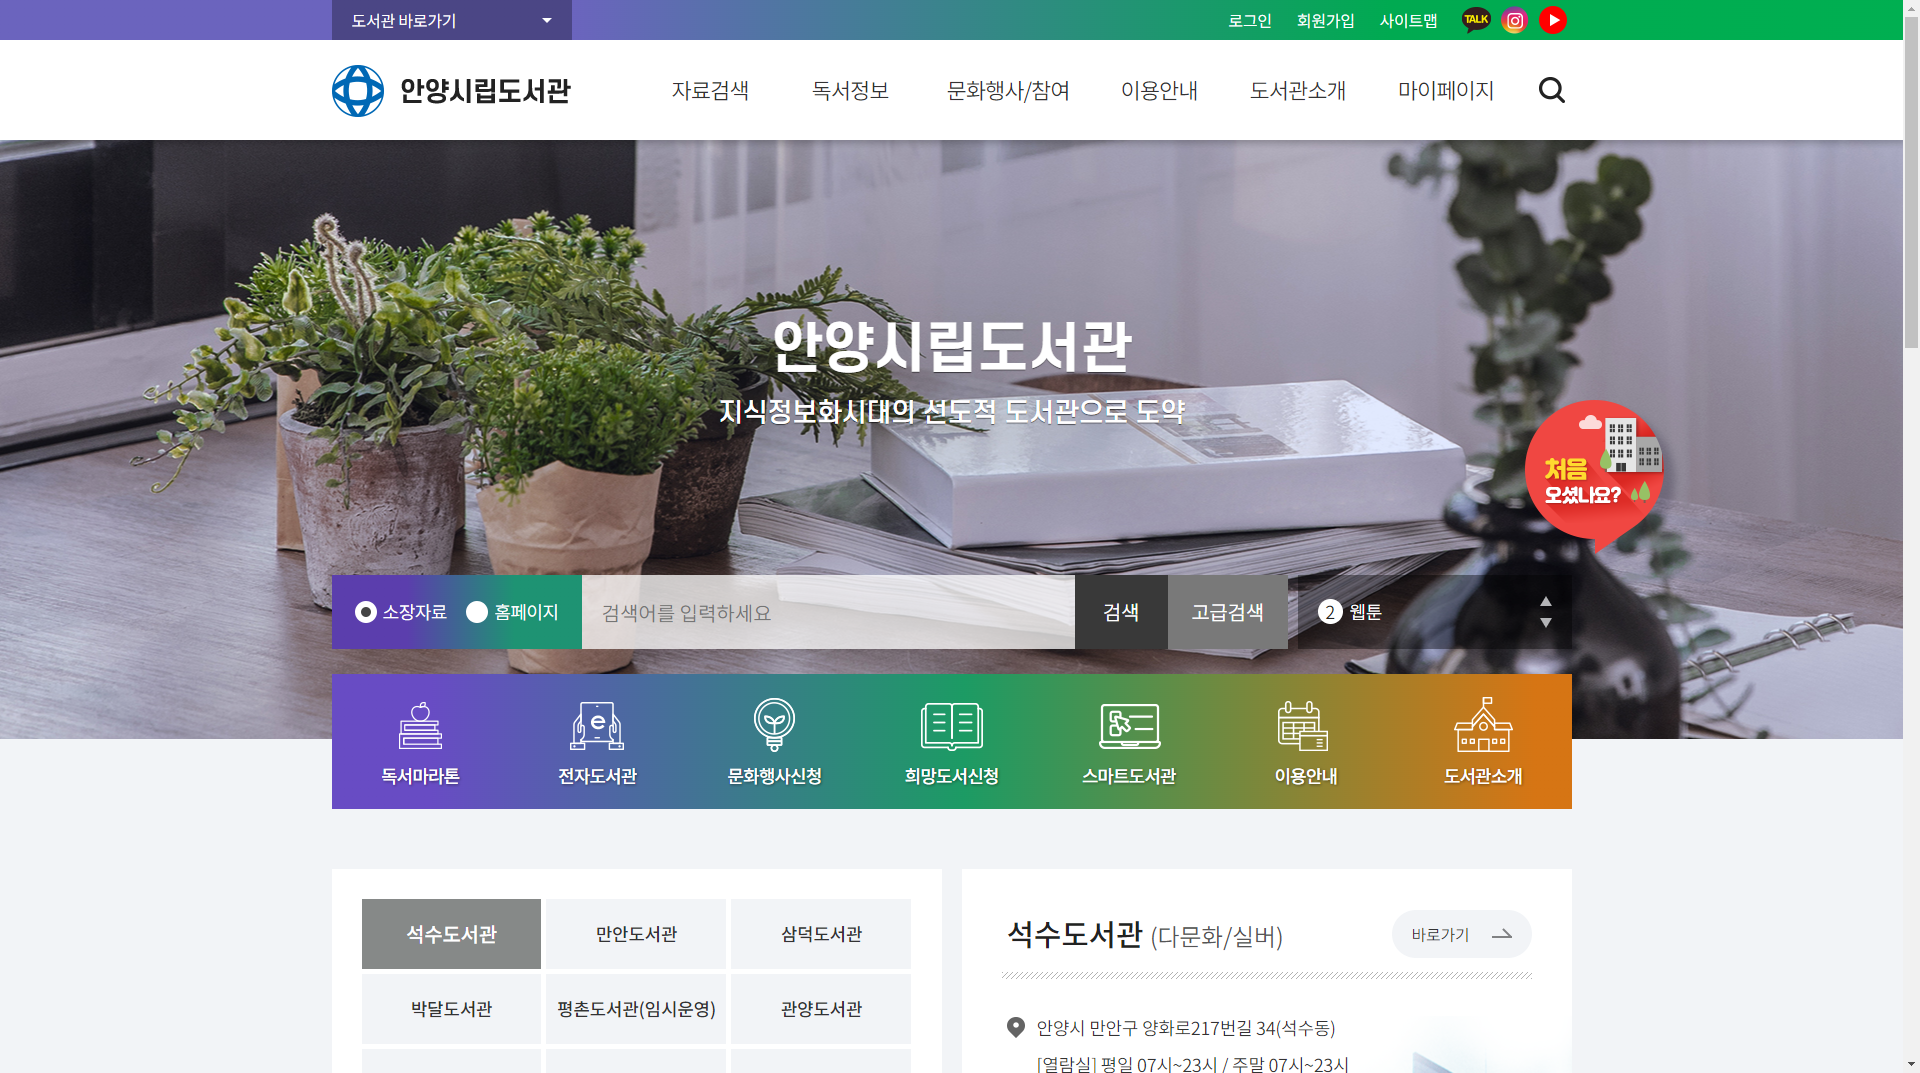 도서관 바로가기
로그인 회원가입 사이트맵 TALK
안양시립도서관
자료검색 독서정보 문화행사/참여 이용안내 도서관소개 마이페이지
안양시립도서관
지식정보화시대의 선도적 도서관으로 도약
처음
오셨나요?
소장자료 홈페이지 검색어를 입력하세요 검색 고급검색 2 웹툰
독서마라톤 전자도서관 문화행사신청 희망도서신청 스마트도서관 이용안내 도서관소개
석수도서관 만안도서관 삼덕도서관
박달도서관 평촌도서관(임시운영) 관양도서관
석수도서관 (다문화/실버) 바로가기
안양시 만안구 양화로217번길 34(석수동)
[열람실] 평일 07시~23시 / 주말 07시~23시